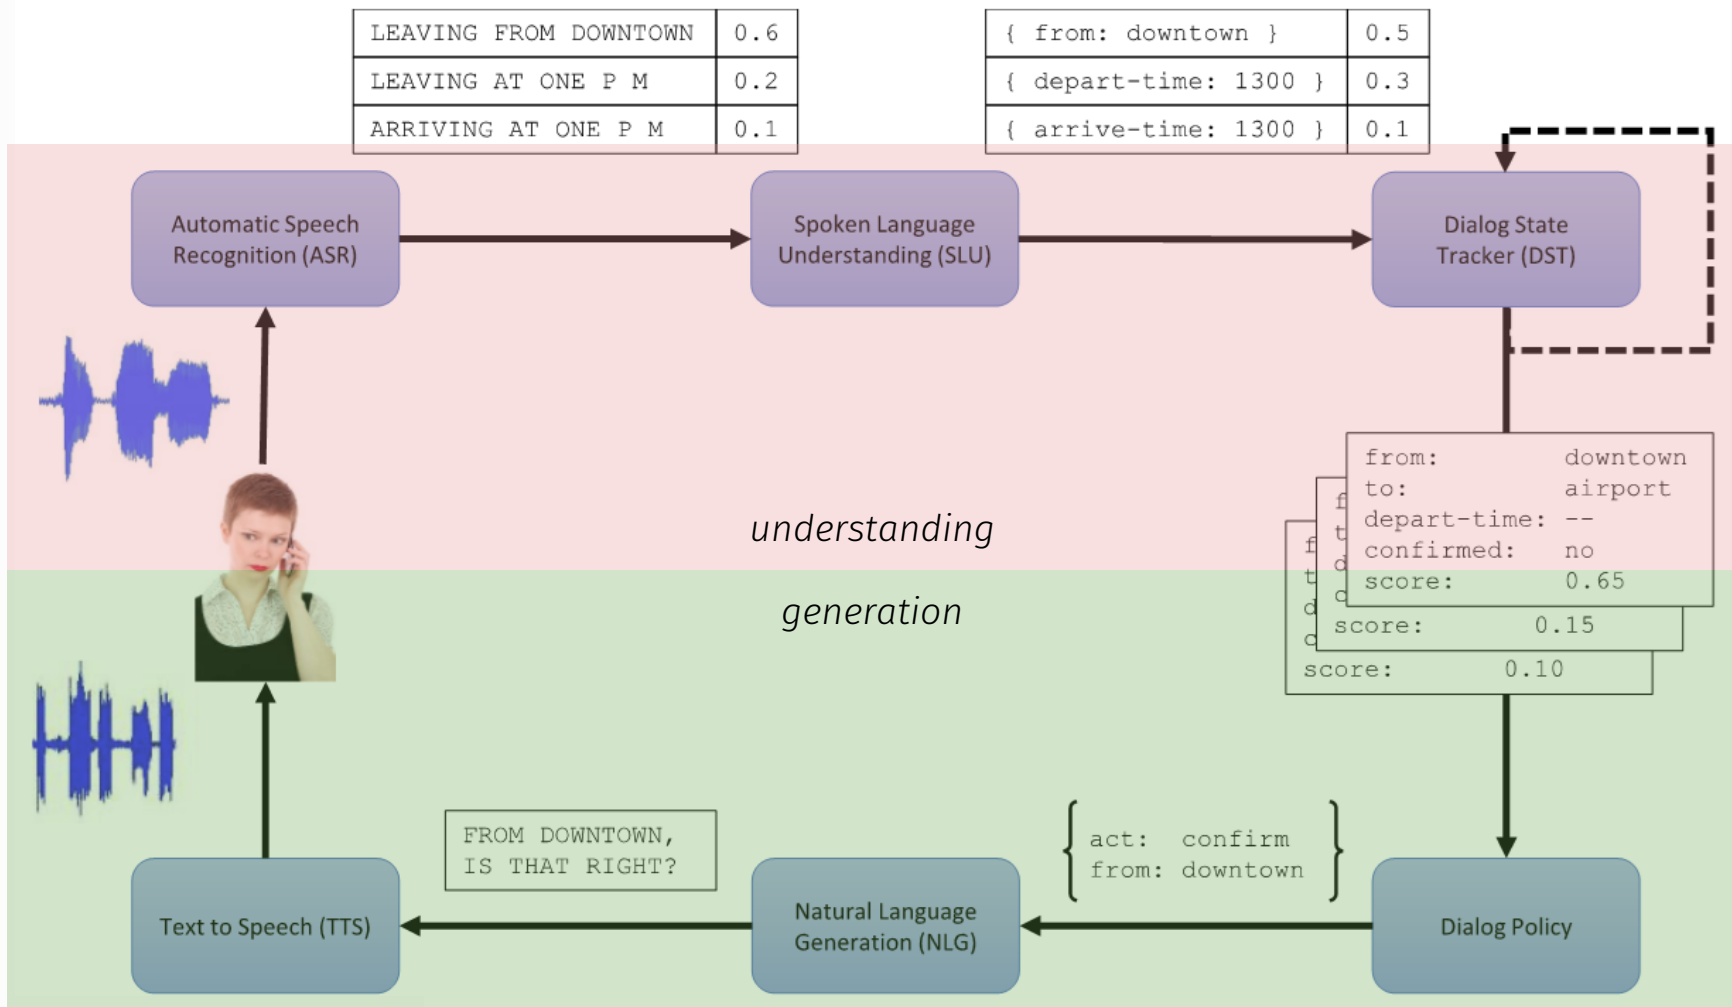 LEAVING FROM DOWNTOWN 0.6
LEAVING AT ONE P M 0.2
ARRIVING AT ONE P M 0.1
{ from: downtown } 0.5
{ depart-time: 1300 } 0.3
{ arrive-time: 1300 } 0.1
Automatic Speech
Recognition (ASR)
Spoken Language
Understanding (SLU)
Dialog State
Tracker (DST)
from: downtown
to: airport
depart-time: --
confirmed: no
score: 0.65
f
t
d
c
score: 0.15
f
t
d
c
score: 0.10
understanding
generation
FROM DOWNTOWN,
IS THAT RIGHT?
act: confirm
from: downtown
Text to Speech (TTS)
Natural Language
Generation (NLG)
Dialog Policy